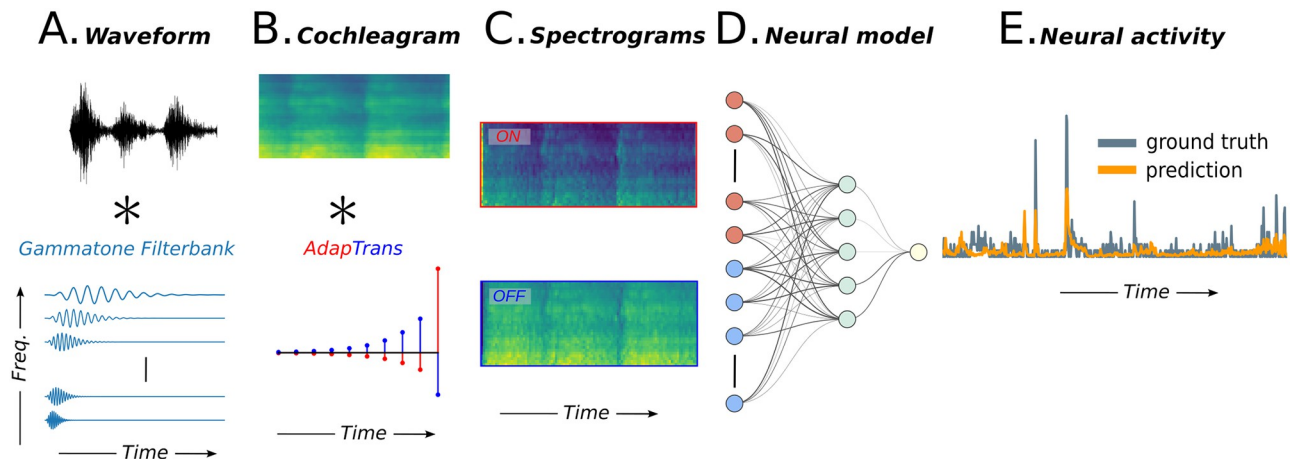 A. Waveform
B. Cochleagram
C. Spectrograms
D. Neural model
E. Neural activity
*
Gammatone Filterbank
Freq.
Time
*
AdapTrans
Time
ON
OFF
Time
ground truth
prediction
Time